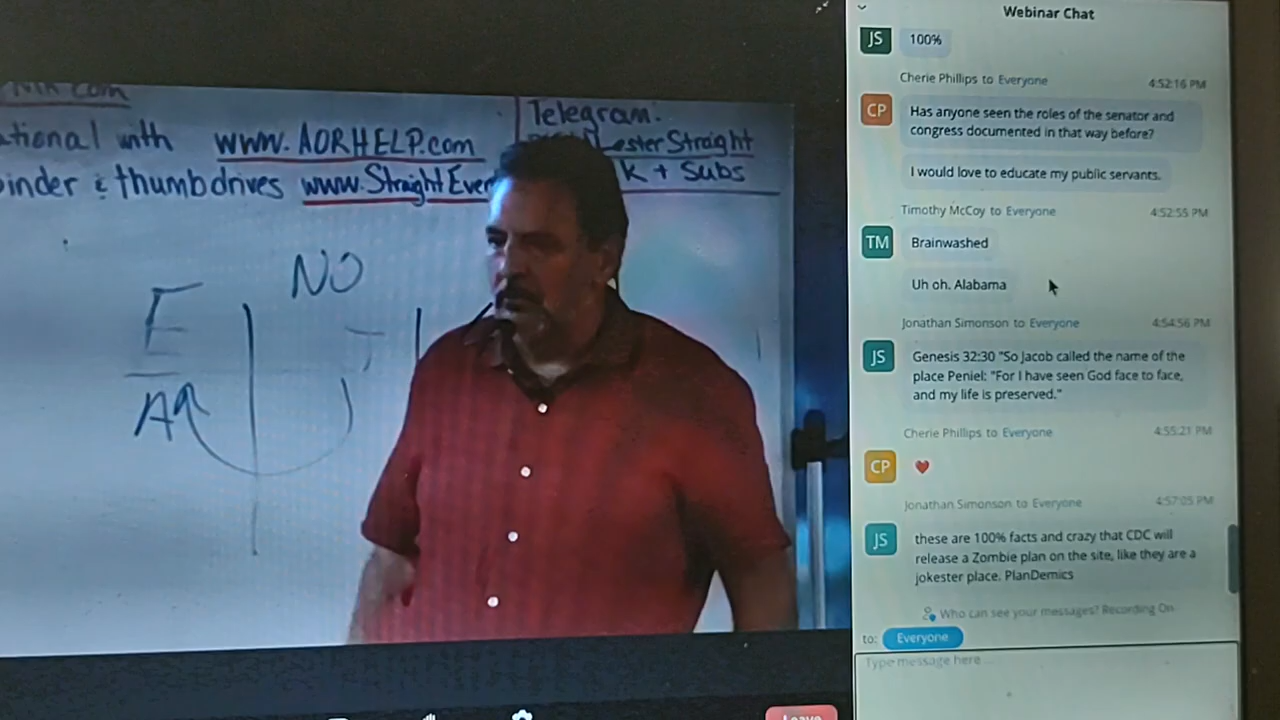 Telegram:
ational with www.AORHELP.com
ester Straight
inder & thumbdrives www.StraightEver
k + Subs
NO
E
AQ
J
Webinar Chat
JS
100%
Cherie Phillips to Everyone
4:52:16 PM
CP
Has anyone seen the roles of the senator and
congress documented in that way before?
I would love to educate my public servants.
Timothy McCoy to Everyone
4:52:55 PM
TM
Brainwashed
Uh oh. Alabama
Jonathan Simonson to Everyone
4:54:56 PM
JS
Genesis 32:30 "So Jacob called the name of the
place Peniel: "For I have seen God face to face,
and my life is preserved."
Cherie Phillips to Everyone
4:55:21 PM
CP
❤️
Jonathan Simonson to Everyone
4:57:05 PM
JS
these are 100% facts and crazy that CDC will
release a Zombie plan on the site, like they are a
jokester place. PlanDemics
Who can see your messages? Recording On
to: Everyone
Type message here ...
Leave